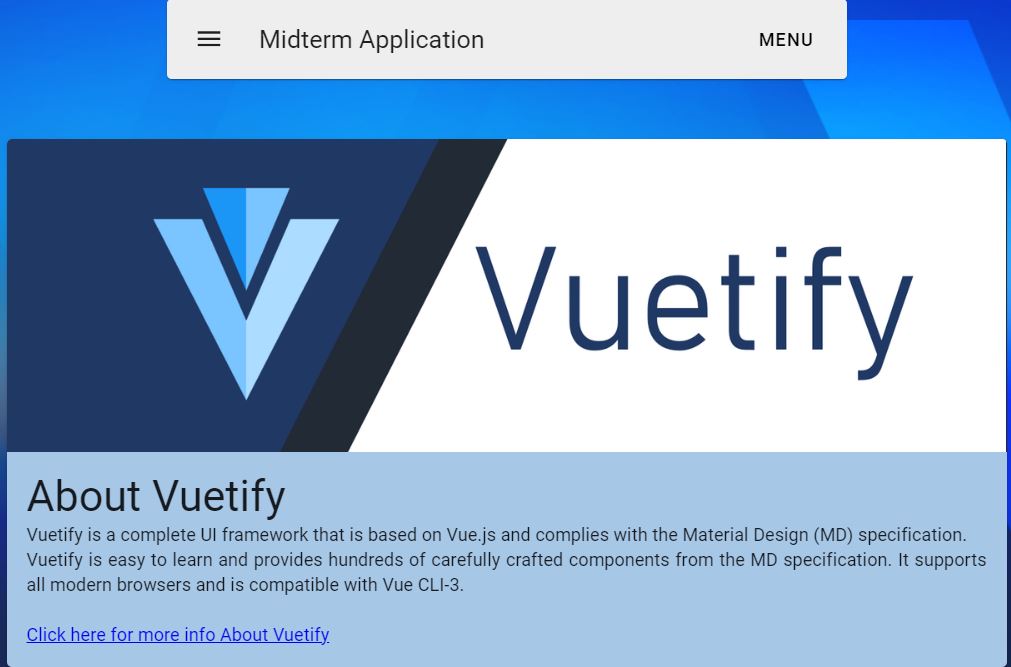 Midterm Application
MENU
Vuetify
About Vuetify
Vuetify is a complete UI framework that is based on Vue.js and complies with the Material Design (MD) specification.
Vuetify is easy to learn and provides hundreds of carefully crafted components from the MD specification. It supports
all modern browsers and is compatible with Vue CLI-3.
Click here for more info About Vuetify